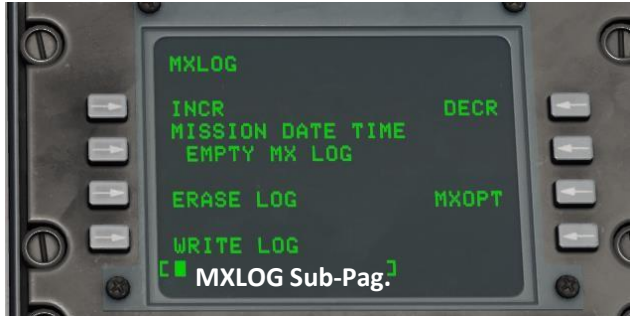 MXLOG
INCR DECR
MISSION DATE TIME
EMPTY MX LOG
ERASE LOG MXOPT
WRITE LOG
[ ]
MXLOG Sub-Pag.